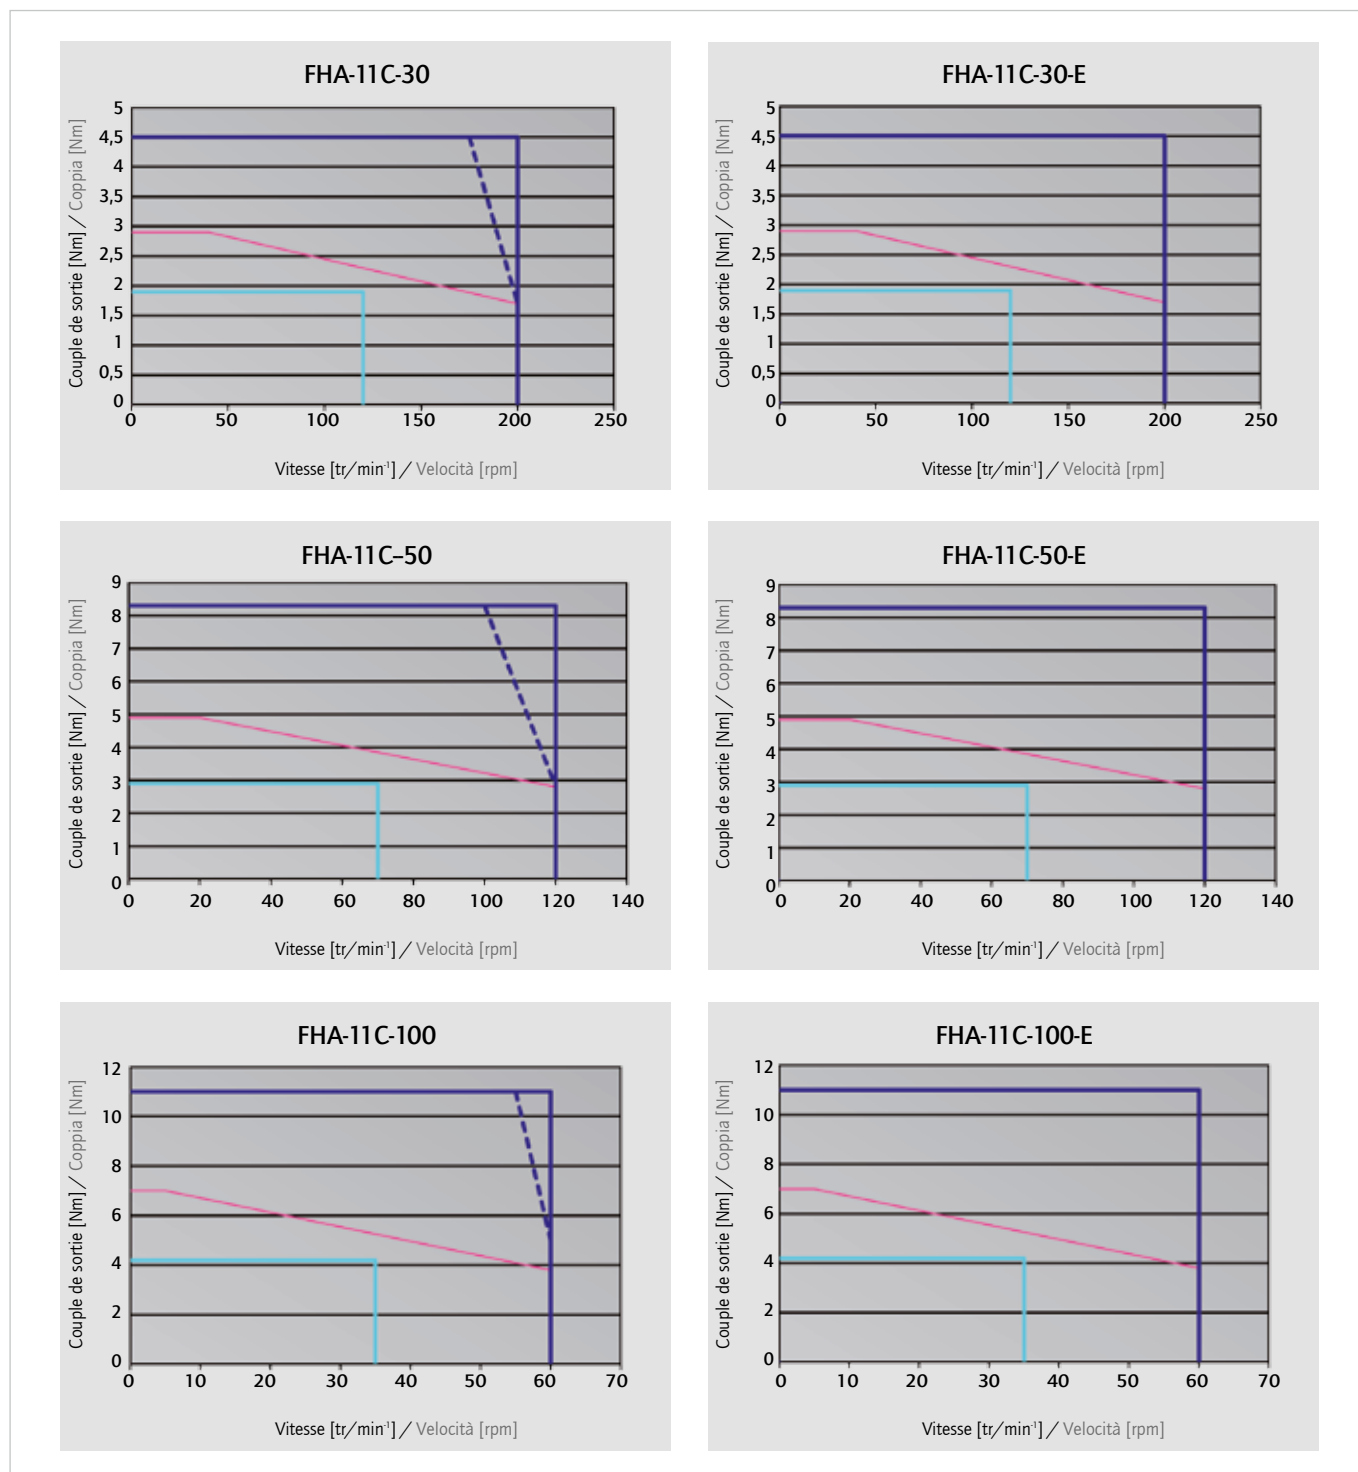 FHA-11C-30
Couple de sortie [Nm] / Coppia [Nm]
5
4,5
4
3,5
3
2,5
2
1,5
1
0,5
0
0 50 100 150 200 250
Vitesse [tr/min⁻¹] / Velocità [rpm]
FHA-11C-30-E
Couple de sortie [Nm] / Coppia [Nm]
5
4,5
4
3,5
3
2,5
2
1,5
1
0,5
0
0 50 100 150 200 250
Vitesse [tr/min⁻¹] / Velocità [rpm]
FHA-11C–50
Couple de sortie [Nm] / Coppia [Nm]
9
8
7
6
5
4
3
2
1
0
0 20 40 60 80 100 120 140
Vitesse [tr/min⁻¹] / Velocità [rpm]
FHA-11C-50-E
Couple de sortie [Nm] / Coppia [Nm]
9
8
7
6
5
4
3
2
1
0
0 20 40 60 80 100 120 140
Vitesse [tr/min⁻¹] / Velocità [rpm]
FHA-11C-100
Couple de sortie [Nm] / Coppia [Nm]
12
10
8
6
4
2
0
0 10 20 30 40 50 60 70
Vitesse [tr/min⁻¹] / Velocità [rpm]
FHA-11C-100-E
Couple de sortie [Nm] / Coppia [Nm]
12
10
8
6
4
2
0
0 10 20 30 40 50 60 70
Vitesse [tr/min⁻¹] / Velocità [rpm]